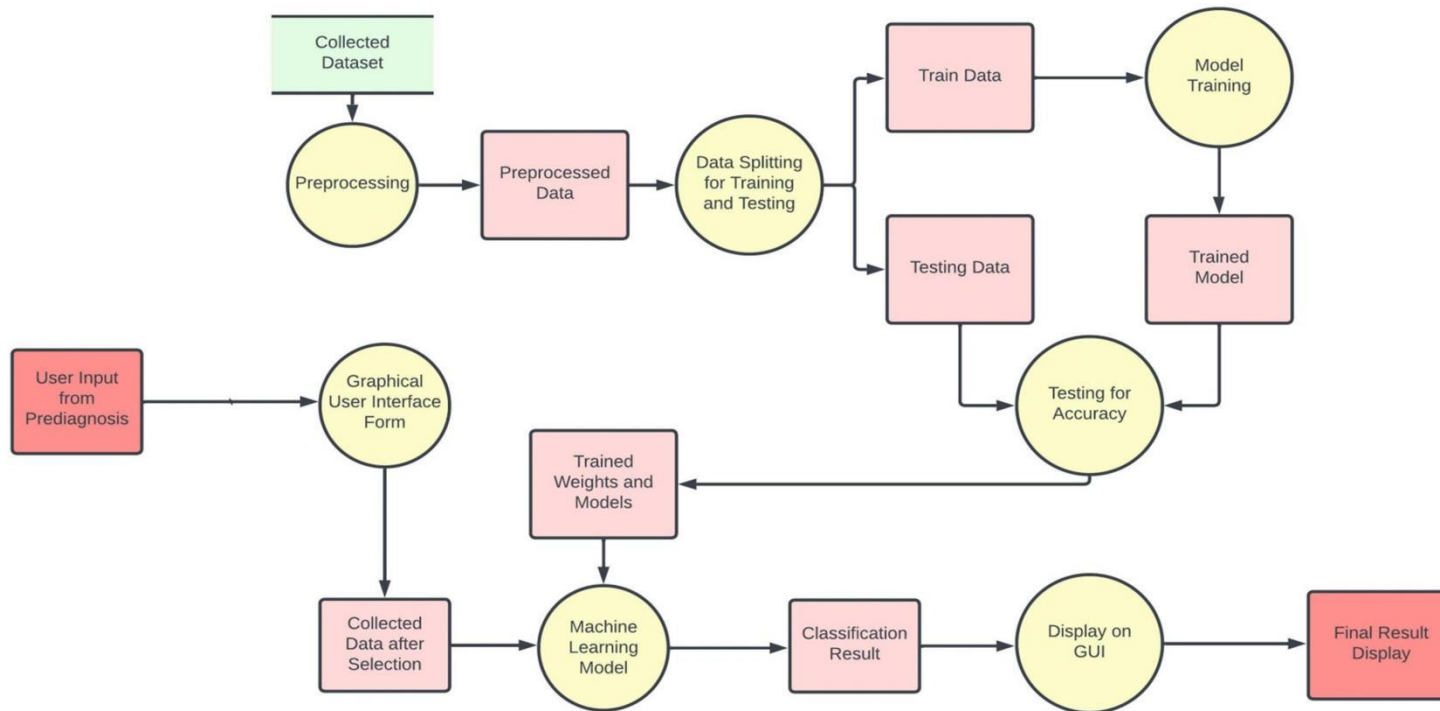 Collected
Dataset
Train Data
Model
Training
Preprocessing
Preprocessed
Data
Data Splitting
for Training
and Testing
Testing Data
Trained
Model
User Input
from
Prediagnosis
Graphical
User Interface
Form
Testing for
Accuracy
Trained
Weights and
Models
Collected
Data after
Selection
Machine
Learning
Model
Classification
Result
Display on
GUI
Final Result
Display